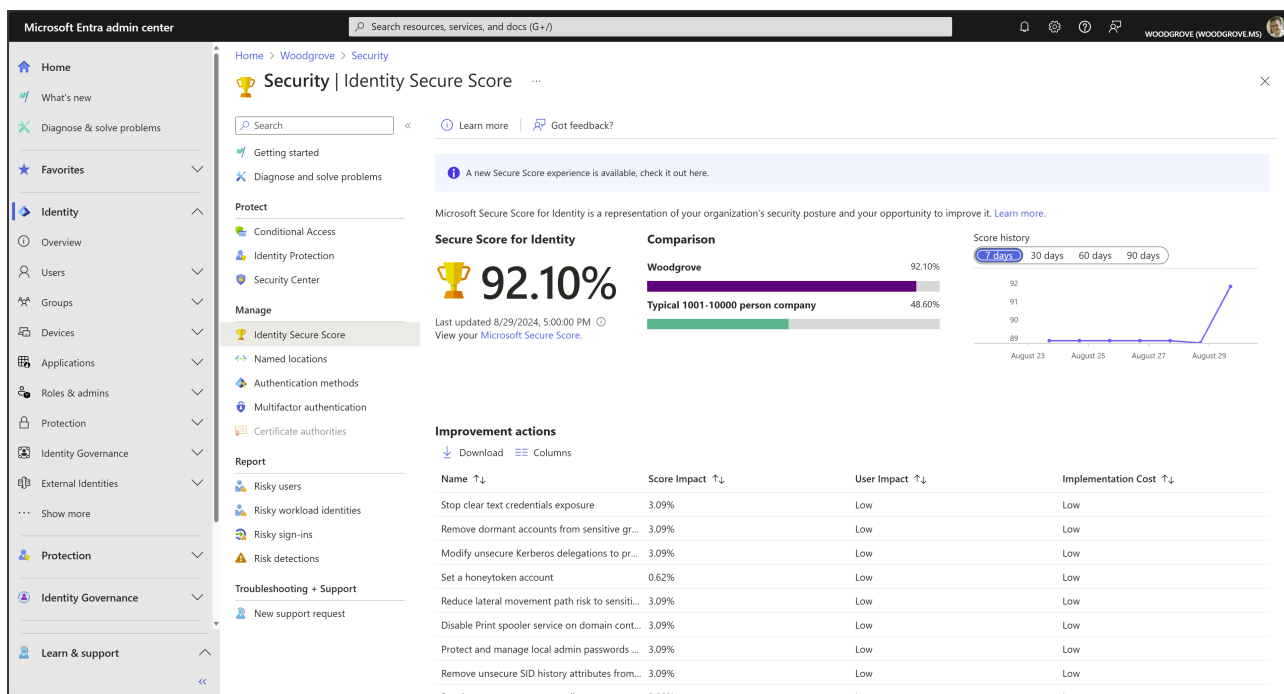 Microsoft Entra admin center
Search resources, services, and docs (G+/)
WOODGROVE (WOODGROVE.MS)
Home
What's new
Diagnose & solve problems
Favorites
Identity
Overview
Users
Groups
Devices
Applications
Roles & admins
Protection
Identity Governance
External Identities
Show more
Protection
Identity Governance
Learn & support
Home > Woodgrove > Security
Security | Identity Secure Score
Search
Getting started
Diagnose and solve problems
Protect
Conditional Access
Identity Protection
Security Center
Manage
Identity Secure Score
Named locations
Authentication methods
Multifactor authentication
Certificate authorities
Report
Risky users
Risky workload identities
Risky sign-ins
Risk detections
Troubleshooting + Support
New support request
Learn more
Got feedback?
A new Secure Score experience is available, check it out here.
Microsoft Secure Score for Identity is a representation of your organization's security posture and your opportunity to improve it. Learn more.
Secure Score for Identity
92.10%
Last updated 8/29/2024, 5:00:00 PM
View your Microsoft Secure Score.
Comparison
Woodgrove 92.10%
Typical 1001-10000 person company 48.60%
Score history
7 days 30 days 60 days 90 days
92
91
90
89
August 23 August 25 August 27 August 29
Improvement actions
Download Columns
Name ↑↓ Score Impact ↑↓ User Impact ↑↓ Implementation Cost ↑↓
Stop clear text credentials exposure 3.09% Low Low
Remove dormant accounts from sensitive gr... 3.09% Low Low
Modify unsecure Kerberos delegations to pr... 3.09% Low Low
Set a honeytoken account 0.62% Low Low
Reduce lateral movement path risk to sensiti... 3.09% Low Low
Disable Print spooler service on domain cont... 3.09% Low Low
Protect and manage local admin passwords ... 3.09% Low Low
Remove unsecure SID history attributes from... 3.09% Low Low